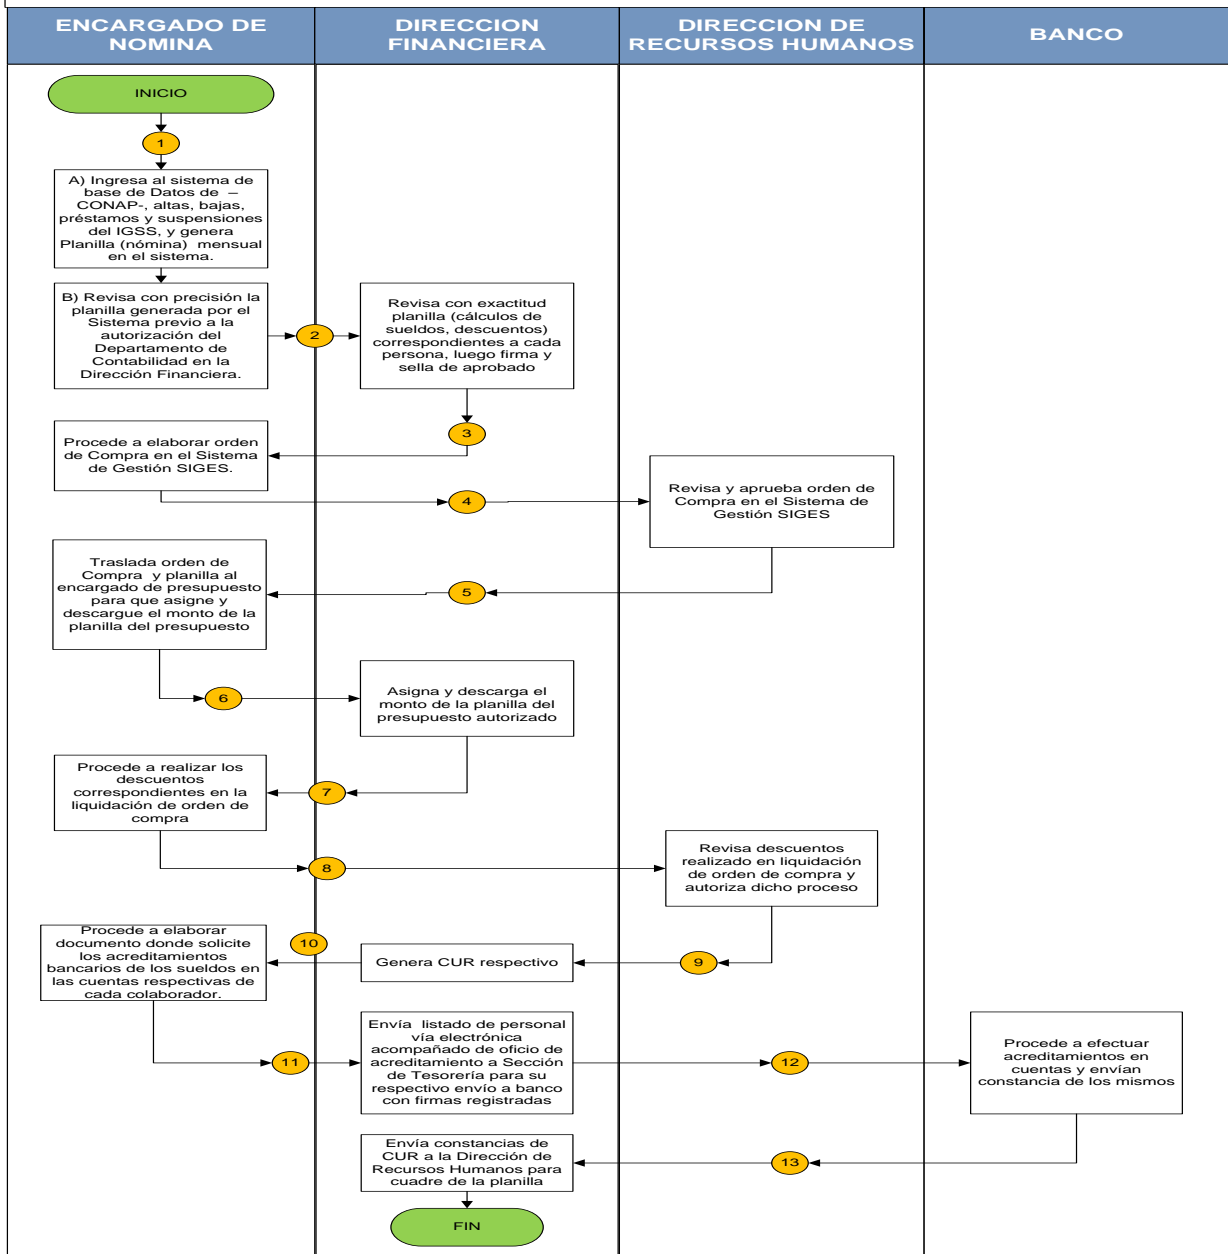 ENCARGADO DE
NOMINA
DIRECCION
FINANCIERA
DIRECCION DE
RECURSOS HUMANOS
BANCO
INICIO
1
A) Ingresa al sistema de
base de Datos de –
CONAP-, altas, bajas,
préstamos y suspensiones
del IGSS, y genera
Planilla (nómina) mensual
en el sistema.
B) Revisa con precisión la
planilla generada por el
Sistema previo a la
autorización del
Departamento de
Contabilidad en la
Dirección Financiera.
2
Revisa con exactitud
planilla (cálculos de
sueldos, descuentos)
correspondientes a cada
persona, luego firma y
sella de aprobado
3
Procede a elaborar orden
de Compra en el Sistema
de Gestión SIGES.
4
Revisa y aprueba orden de
Compra en el Sistema de
Gestión SIGES
5
Traslada orden de
Compra y planilla al
encargado de presupuesto
para que asigne y
descargue el monto de la
planilla del presupuesto
6
Asigna y descarga el
monto de la planilla del
presupuesto autorizado
7
Procede a realizar los
descuentos
correspondientes en la
liquidación de orden de
compra
8
Revisa descuentos
realizado en liquidación
de orden de compra y
autoriza dicho proceso
9
Genera CUR respectivo
10
Procede a elaborar
documento donde solicite
los acreditamientos
bancarios de los sueldos en
las cuentas respectivas de
cada colaborador.
11
Envía listado de personal
vía electrónica
acompañado de oficio de
acreditamiento a Sección
de Tesorería para su
respectivo envío a banco
con firmas registradas
12
Procede a efectuar
acreditamientos en
cuentas y envían
constancia de los mismos
13
Envía constancias de
CUR a la Dirección de
Recursos Humanos para
cuadre de la planilla
FIN